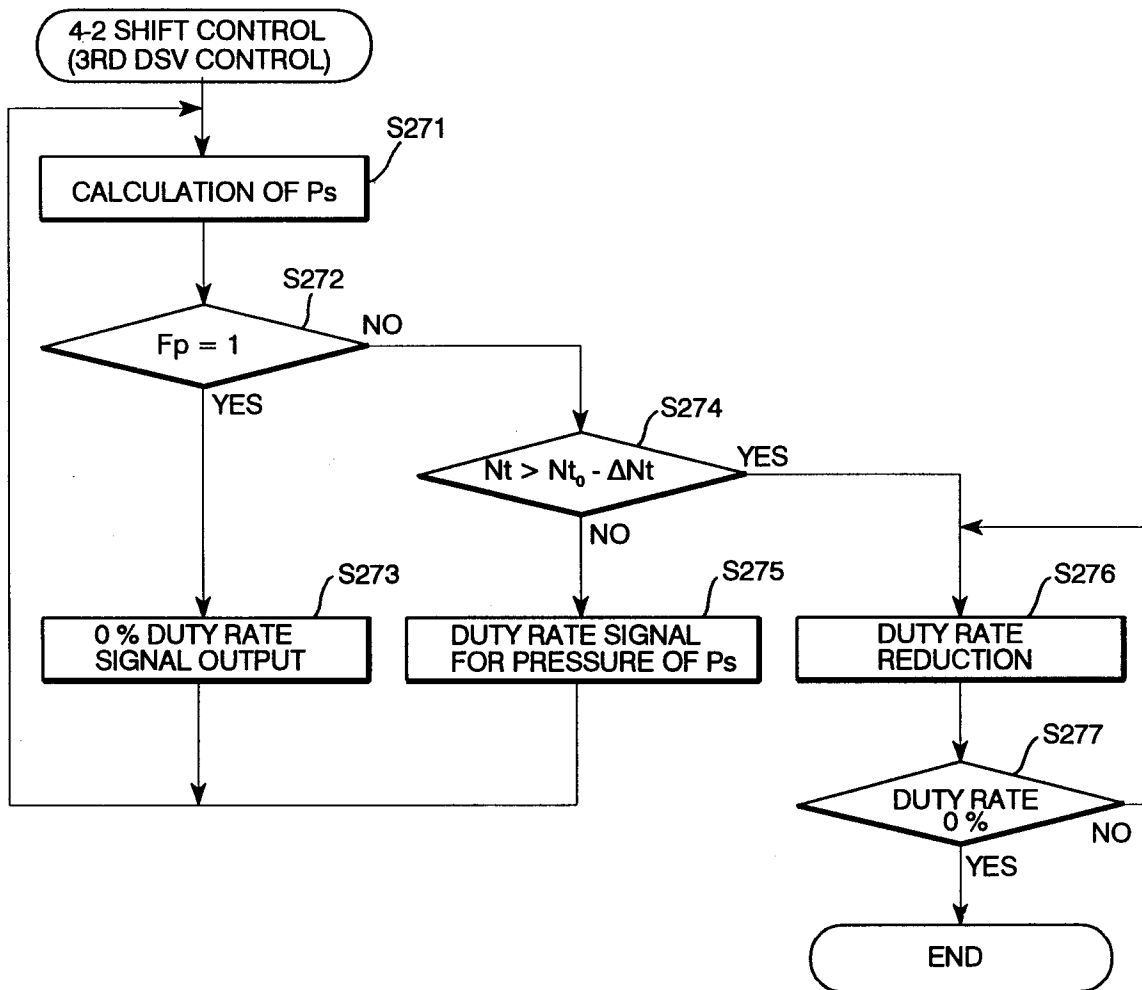 4-2 SHIFT CONTROL
(3RD DSV CONTROL)
S271
CALCULATION OF Ps
S272
Fp = 1
NO
YES
S274
Nt > Nt₀ - ΔNt
YES
NO
S273
0 % DUTY RATE
SIGNAL OUTPUT
S275
DUTY RATE SIGNAL
FOR PRESSURE OF Ps
S276
DUTY RATE
REDUCTION
S277
DUTY RATE
0 %
NO
YES
END